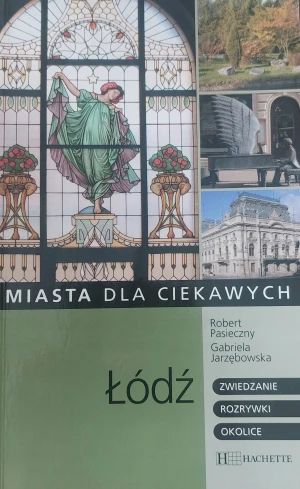 MIASTA DLA CIEKAWYCH
Robert
Pasieczny
Gabriela
Jarzębowska
Łódź
ZWIEDZANIE
ROZRYWKI
OKOLICE
H HACHETTE